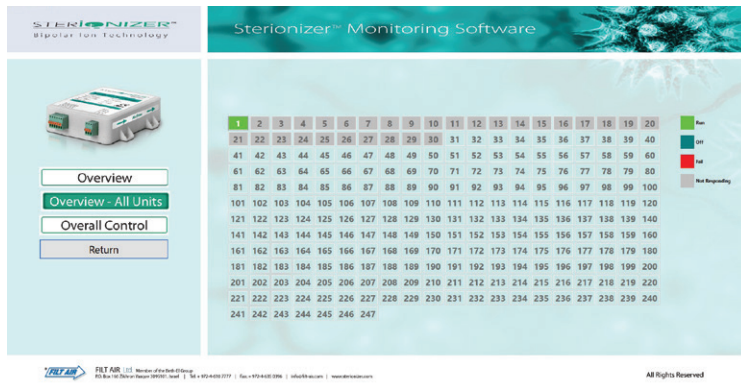 STERIONIZER™
Bipolar Ion Technology
Sterionizer™ Monitoring Software
Overview
Overview - All Units
Overall Control
Return
1 2 3 4 5 6 7 8 9 10 11 12 13 14 15 16 17 18 19 20
21 22 23 24 25 26 27 28 29 30 31 32 33 34 35 36 37 38 39 40
41 42 43 44 45 46 47 48 49 50 51 52 53 54 55 56 57 58 59 60
61 62 63 64 65 66 67 68 69 70 71 72 73 74 75 76 77 78 79 80
81 82 83 84 85 86 87 88 89 90 91 92 93 94 95 96 97 98 99 100
101 102 103 104 105 106 107 108 109 110 111 112 113 114 115 116 117 118 119 120
121 122 123 124 125 126 127 128 129 130 131 132 133 134 135 136 137 138 139 140
141 142 143 144 145 146 147 148 149 150 151 152 153 154 155 156 157 158 159 160
161 162 163 164 165 166 167 168 169 170 171 172 173 174 175 176 177 178 179 180
181 182 183 184 185 186 187 188 189 190 191 192 193 194 195 196 197 198 199 200
201 202 203 204 205 206 207 208 209 210 211 212 213 214 215 216 217 218 219 220
221 222 223 224 225 226 227 228 229 230 231 232 233 234 235 236 237 238 239 240
241 242 243 244 245 246 247
Run
Off
Fail
Not Responding
FILT AIR
FILT AIR Ltd. Member of the Beth-El Group
www.sterionizer.com
All Rights Reserved